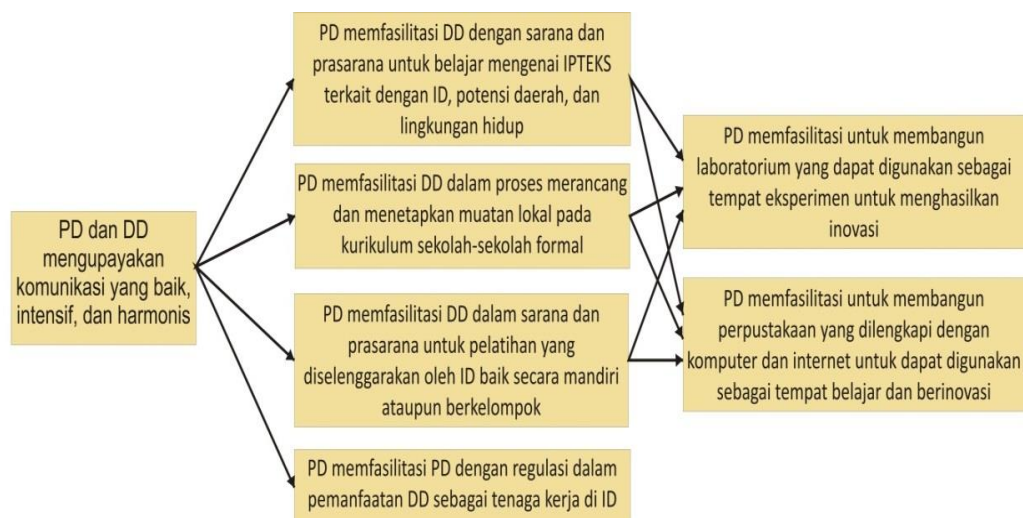 PD dan DD
mengupayakan
komunikasi yang baik,
intensif, dan harmonis
PD memfasilitasi DD dengan sarana dan
prasarana untuk belajar mengenai IPTEKS
terkait dengan ID, potensi daerah, dan
lingkungan hidup
PD memfasilitasi DD dalam proses merancang
dan menetapkan muatan lokal pada
kurikulum sekolah-sekolah formal
PD memfasilitasi DD dalam sarana dan
prasarana untuk pelatihan yang
diselenggarakan oleh ID baik secara mandiri
ataupun berkelompok
PD memfasilitasi PD dengan regulasi dalam
pemanfaatan DD sebagai tenaga kerja di ID
PD memfasilitasi untuk membangun
laboratorium yang dapat digunakan sebagai
tempat eksperimen untuk menghasilkan
inovasi
PD memfasilitasi untuk membangun
perpustakaan yang dilengkapi dengan
komputer dan internet untuk dapat digunakan
sebagai tempat belajar dan berinovasi